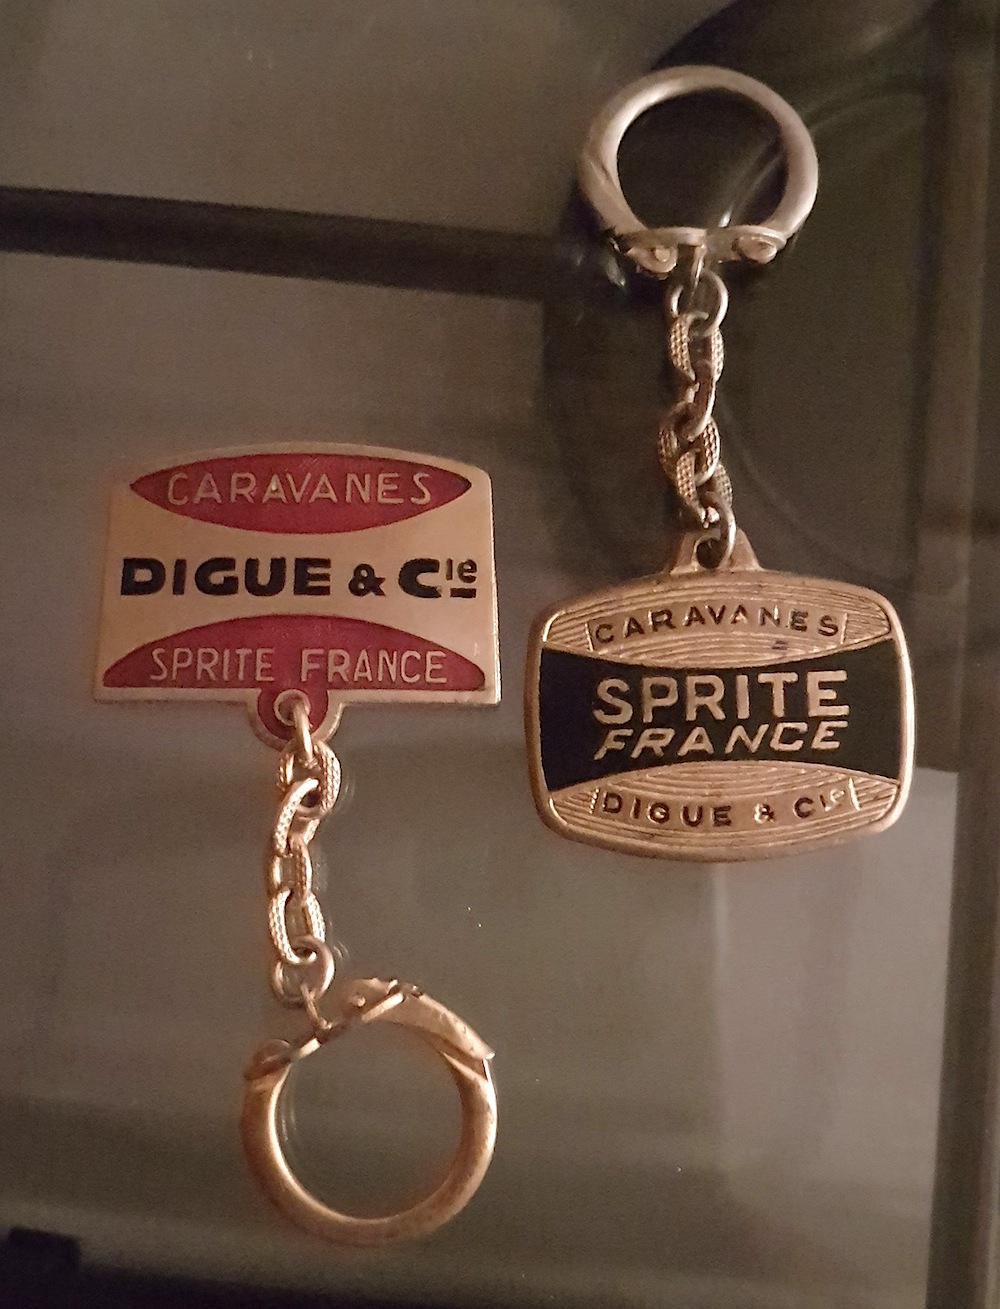 CARAVANES
DIGUE & Cie
SPRITE FRANCE
CARAVANES
SPRITE
FRANCE
DIGUE & Cie